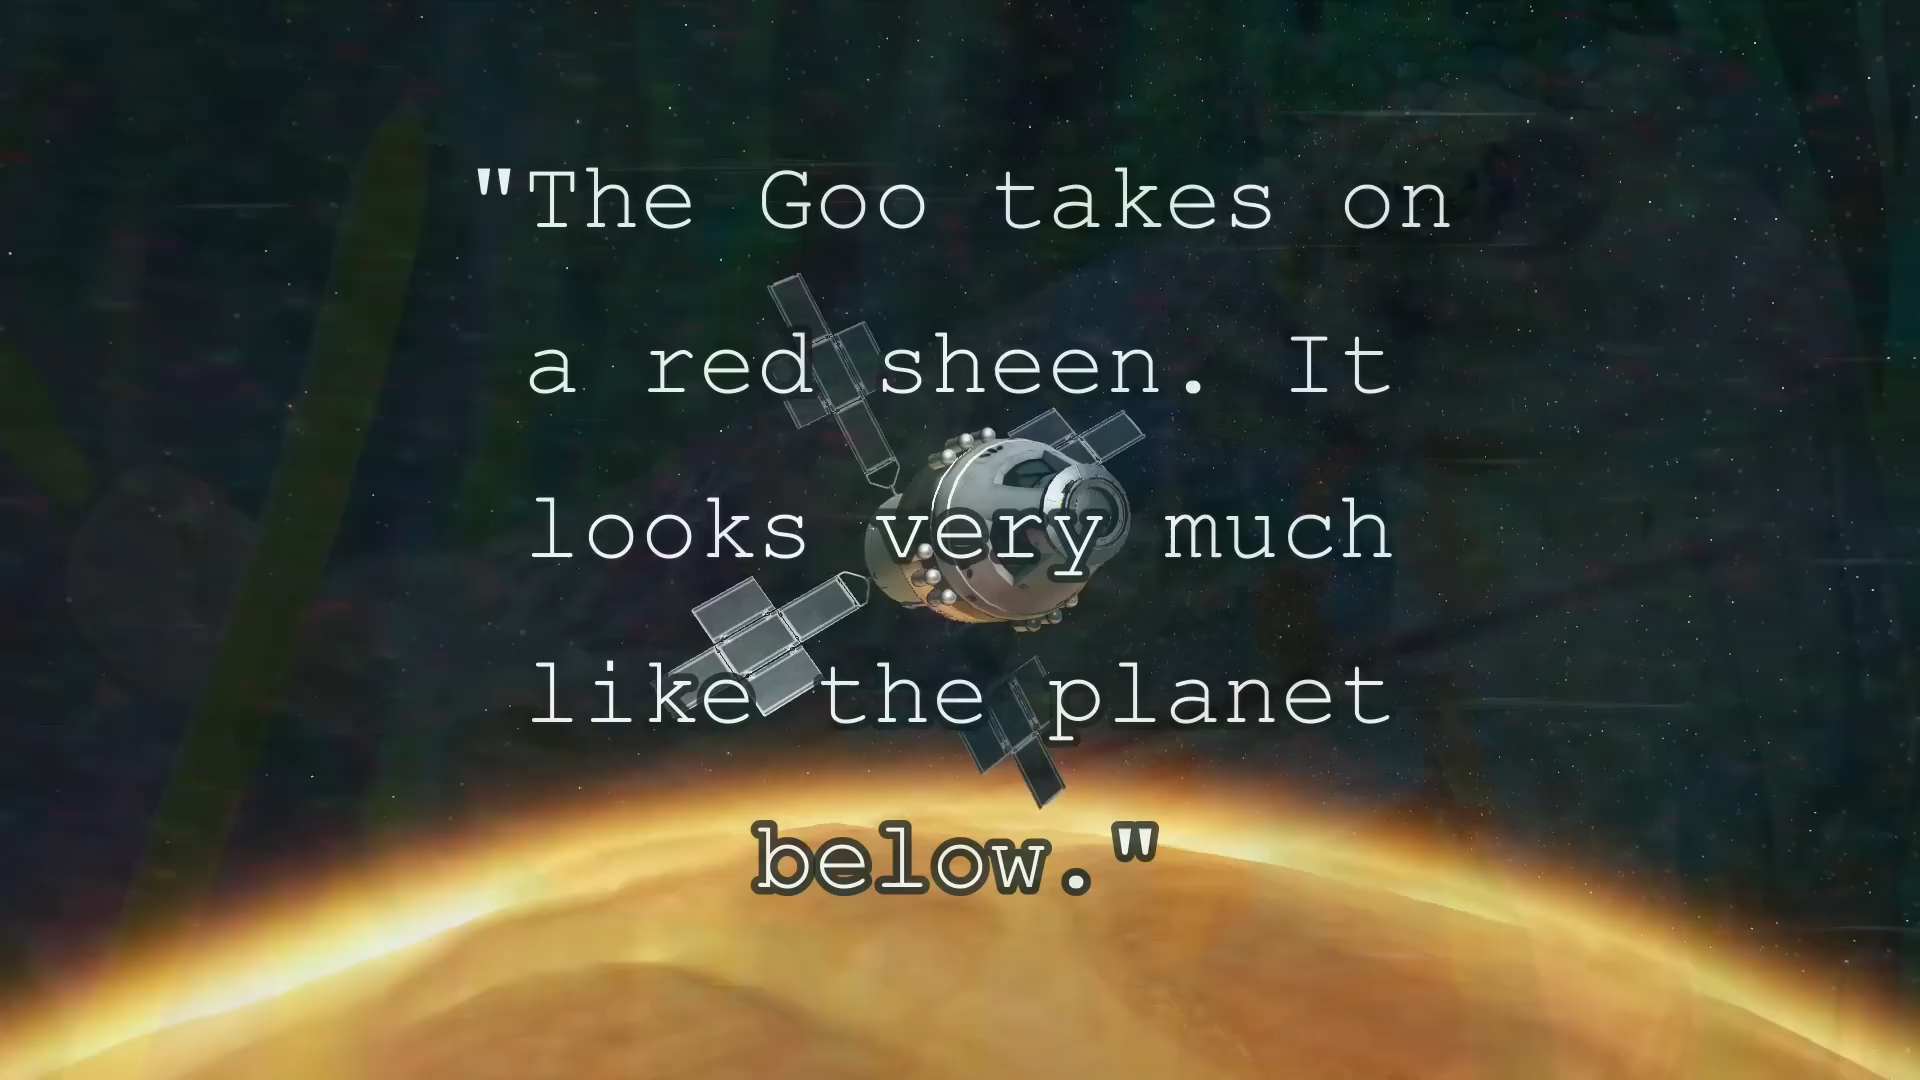 "The Goo takes on
a red sheen. It
looks very much
like the planet
below."